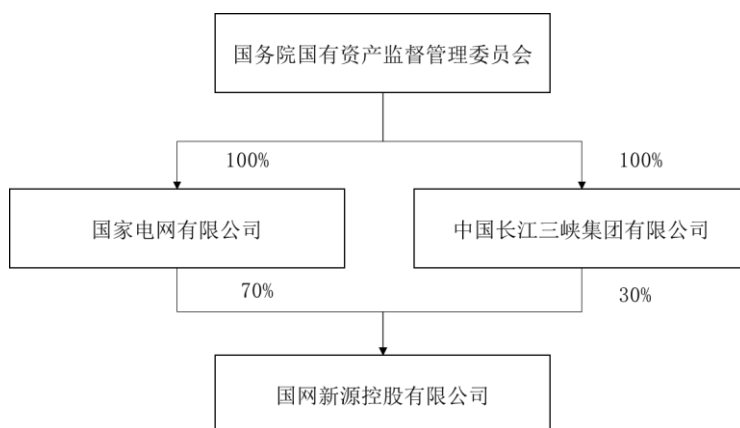 国务院国有资产监督管理委员会
100%
100%
国家电网有限公司
中国长江三峡集团有限公司
70%
30%
国网新源控股有限公司